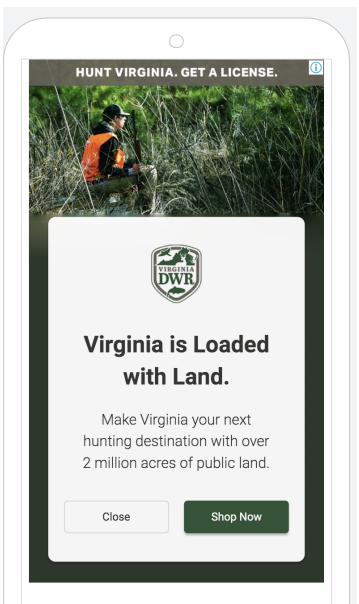 HUNT VIRGINIA. GET A LICENSE.
VIRGINIA
DWR
Virginia is Loaded
with Land.
Make Virginia your next
hunting destination with over
2 million acres of public land.
Close
Shop Now